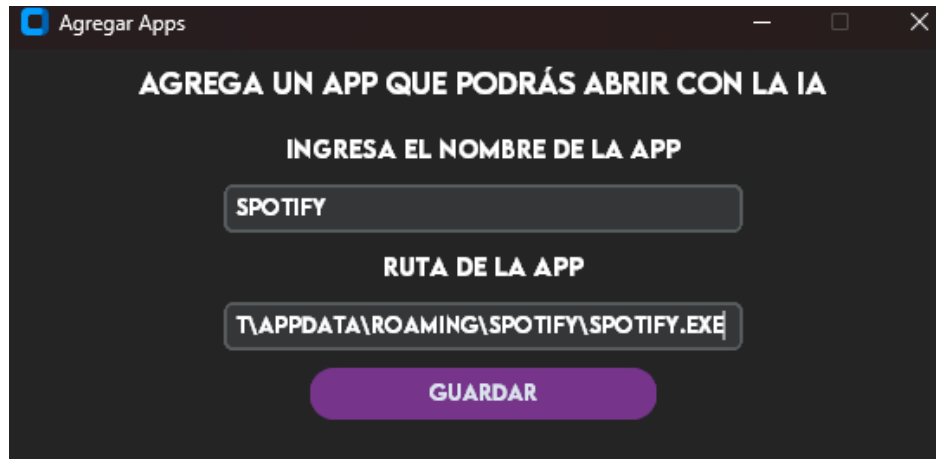 Agregar Apps
AGREGA UN APP QUE PODRÁS ABRIR CON LA IA
INGRESA EL NOMBRE DE LA APP
SPOTIFY
RUTA DE LA APP
T\APPDATA\ROAMING\SPOTIFY\SPOTIFY.EXE
GUARDAR